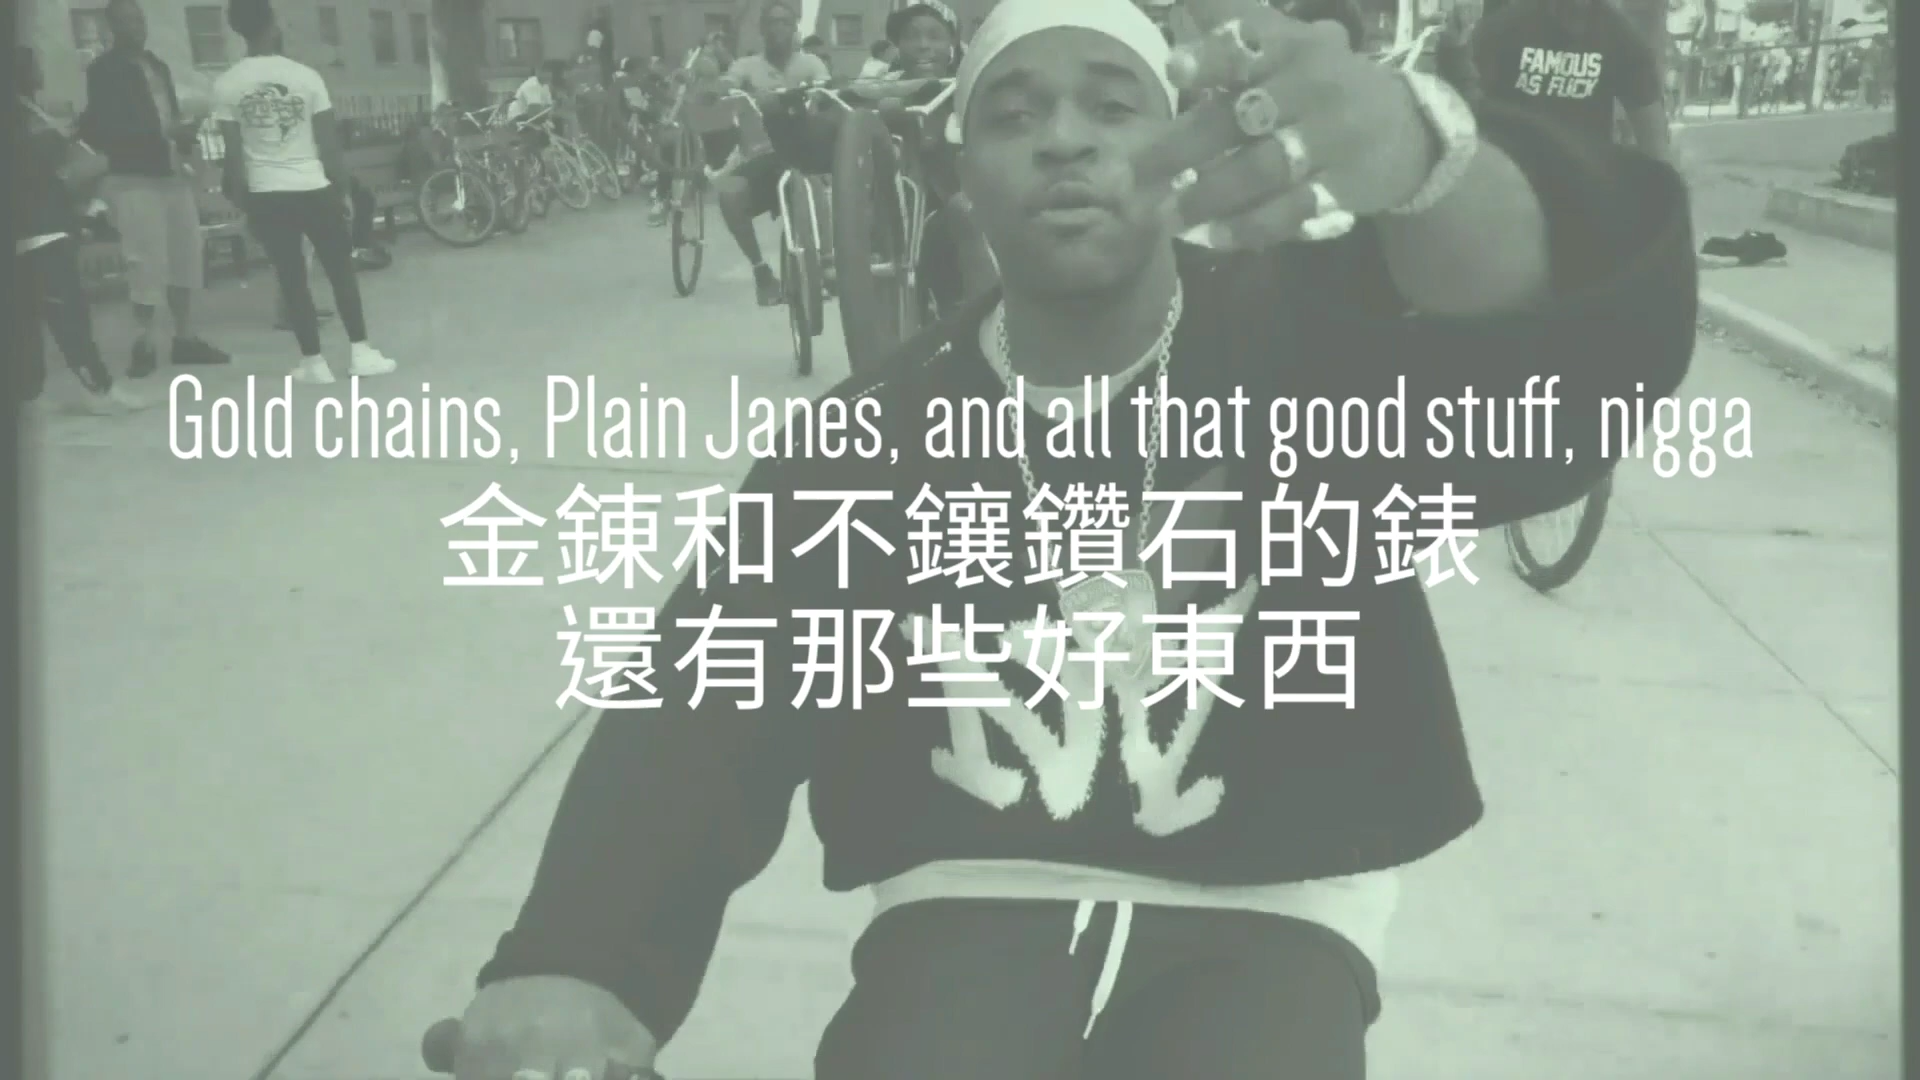 FAMOUS
AS FUCK
Gold chains, Plain Janes, and all that good stuff, nigga
金鍊和不鑲鑽石的錶
還有那些好東西